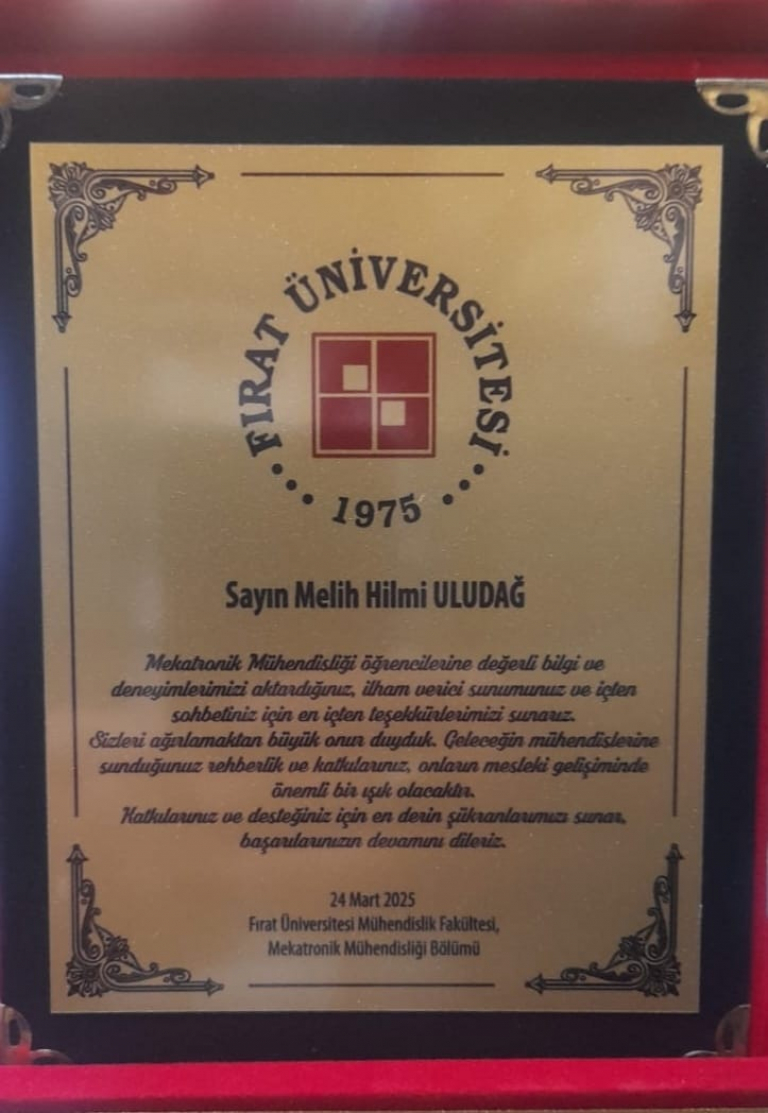 FIRAT ÜNİVERSİTESİ
1975
Sayın Melih Hilmi ULUDAĞ
Mekatronik Mühendisliği öğrencilerine değerli bilgi ve
deneyimlerimizi aktardığınız, ilham verici sunumunuz ve içten
sohbetiniz için en içten teşekkürlerimizi sunarız.
Sizleri ağırlamaktan büyük onur duyduk. Geleceğin mühendislerine
sunduğunuz rehberlik ve katkılarınız, onların mesleki gelişiminde
önemli bir ışık olacaktır.
Katkılarınız ve desteğiniz için en derin şükranlarımızı sunar,
başarılarınızın devamını dileriz.
24 Mart 2025
Fırat Üniversitesi Mühendislik Fakültesi,
Mekatronik Mühendisliği Bölümü